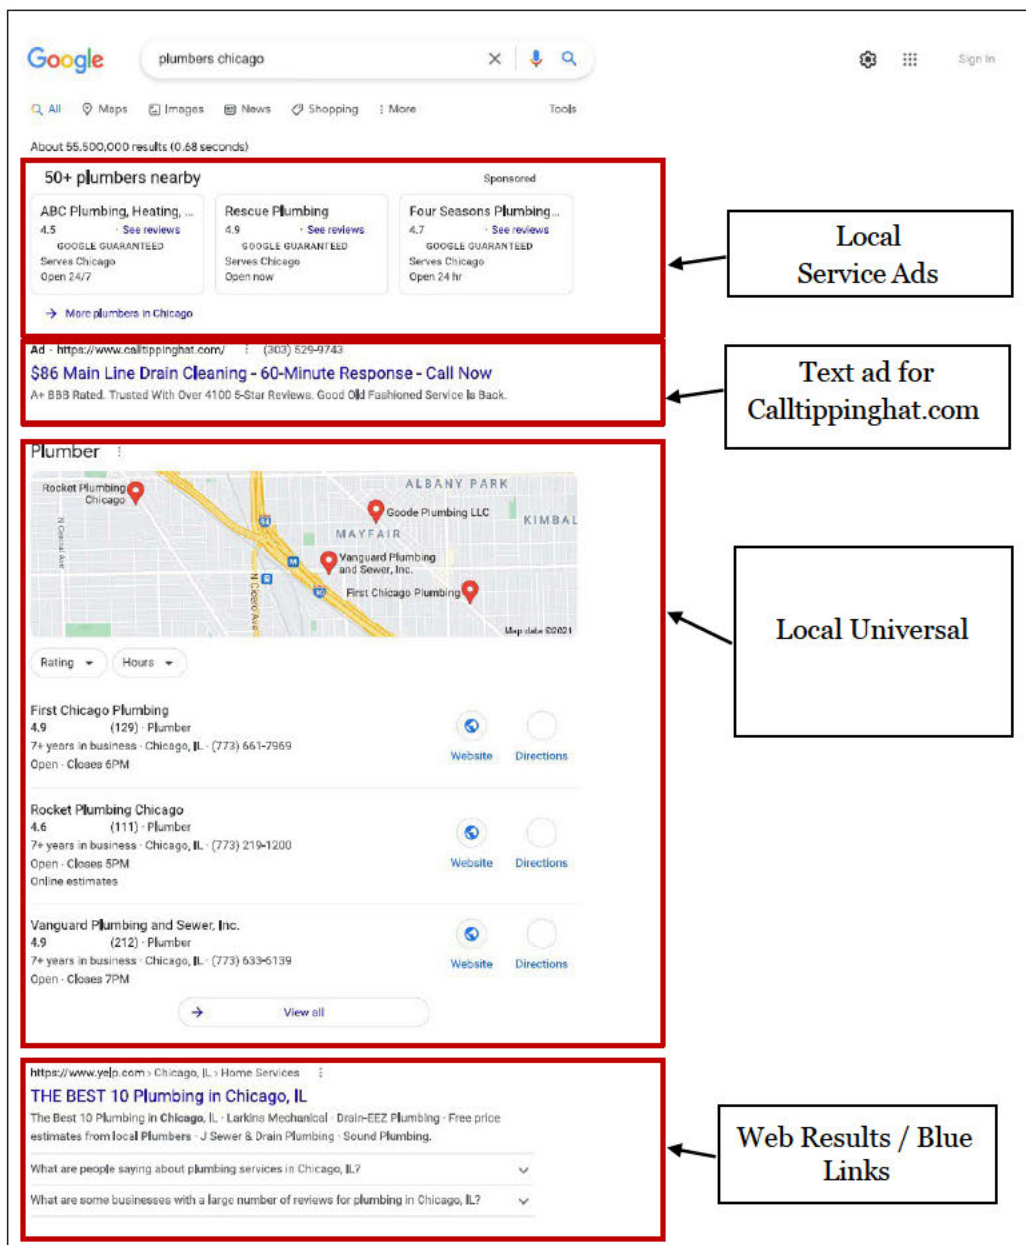 Google
plumbers chicago
Sign In
All Maps Images News Shopping More Tools
About 55,500,000 results (0.68 seconds)
50+ plumbers nearby
Sponsored
ABC Plumbing, Heating, ...
4.5 · See reviews
GOOGLE GUARANTEED
Serves Chicago
Open 24/7
Rescue Plumbing
4.9 · See reviews
GOOGLE GUARANTEED
Serves Chicago
Open now
Four Seasons Plumbing...
4.7 · See reviews
GOOGLE GUARANTEED
Serves Chicago
Open 24 hr
More plumbers in Chicago
Local
Service Ads
Ad · https://www.calltippinghat.com/ (303) 529-9743
$86 Main Line Drain Cleaning - 60-Minute Response - Call Now
A+ BBB Rated. Trusted With Over 4100 5-Star Reviews. Good Old Fashioned Service Is Back.
Text ad for
Calltippinghat.com
Plumber
Rocket Plumbing
Chicago
ALBANY PARK
Goode Plumbing LLC
KIMBAL
MAYFAIR
N Central Ave
94
M
Vanguard Plumbing
and Sewer, Inc.
90
N Cicero Ave
First Chicago Plumbing
Map data ©2021
Rating
Hours
First Chicago Plumbing
4.9 (129) · Plumber
7+ years in business · Chicago, IL · (773) 661-7969
Open · Closes 6PM
Website
Directions
Rocket Plumbing Chicago
4.6 (111) · Plumber
7+ years in business · Chicago, IL · (773) 219-1200
Open · Closes 5PM
Online estimates
Website
Directions
Vanguard Plumbing and Sewer, Inc.
4.9 (212) · Plumber
7+ years in business · Chicago, IL · (773) 633-6139
Open · Closes 7PM
Website
Directions
View all
Local Universal
https://www.yelp.com › Chicago, IL › Home Services
THE BEST 10 Plumbing in Chicago, IL
The Best 10 Plumbing in Chicago, IL · Larkins Mechanical · Drain-EEZ Plumbing · Free price
estimates from local Plumbers · J Sewer & Drain Plumbing · Sound Plumbing.
What are people saying about plumbing services in Chicago, IL?
What are some businesses with a large number of reviews for plumbing in Chicago, IL?
Web Results / Blue
Links